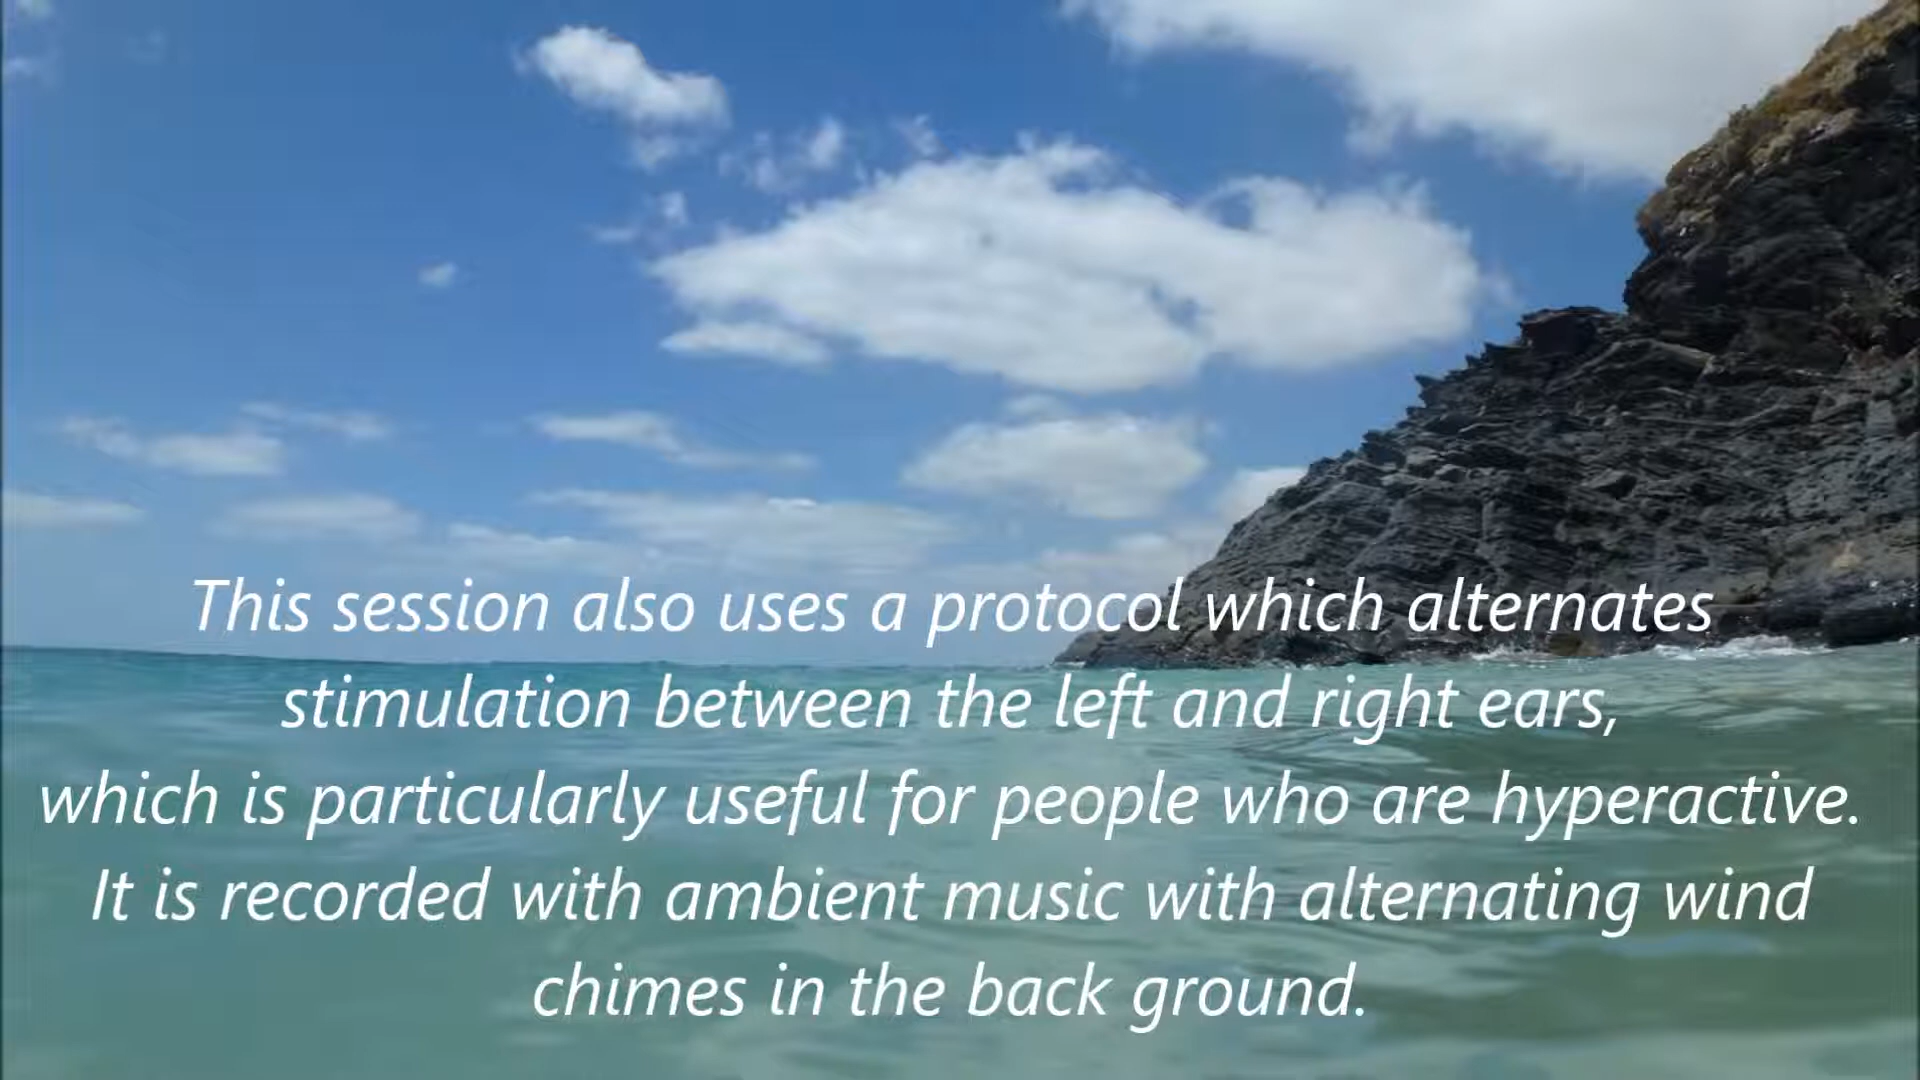 This session also uses a protocol which alternates
stimulation between the left and right ears,
which is particularly useful for people who are hyperactive.
It is recorded with ambient music with alternating wind
chimes in the back ground.